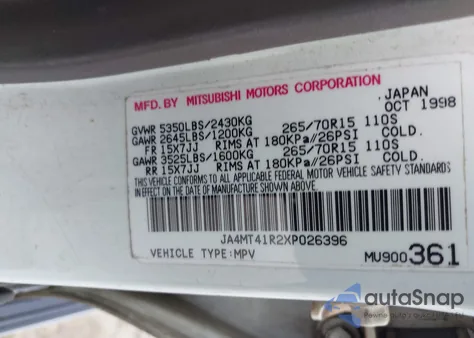 MFD. BY MITSUBISHI MOTORS CORPORATION JAPAN
GVWR 5350LBS/2430KG OCT 1998
GAWR 2645LBS/1200KG 265/70R15 110S
FR 15X7JJ RIMS AT 180KPA//26PSI COLD.
GAWR 3525LBS/1600KG 265/70R15 110S
RR 15X7JJ RIMS AT 180KPA//26PSI COLD.
THIS VEHICLE CONFORMS TO ALL APPLICABLE FEDERAL MOTOR VEHICLE SAFETY STANDARDS
IN EFFECT ON THE DATE OF MANUFACTURE SHOWN ABOVE.
JA4MT41R2XP026396
VEHICLE TYPE:MPV MU900361
autoSnap